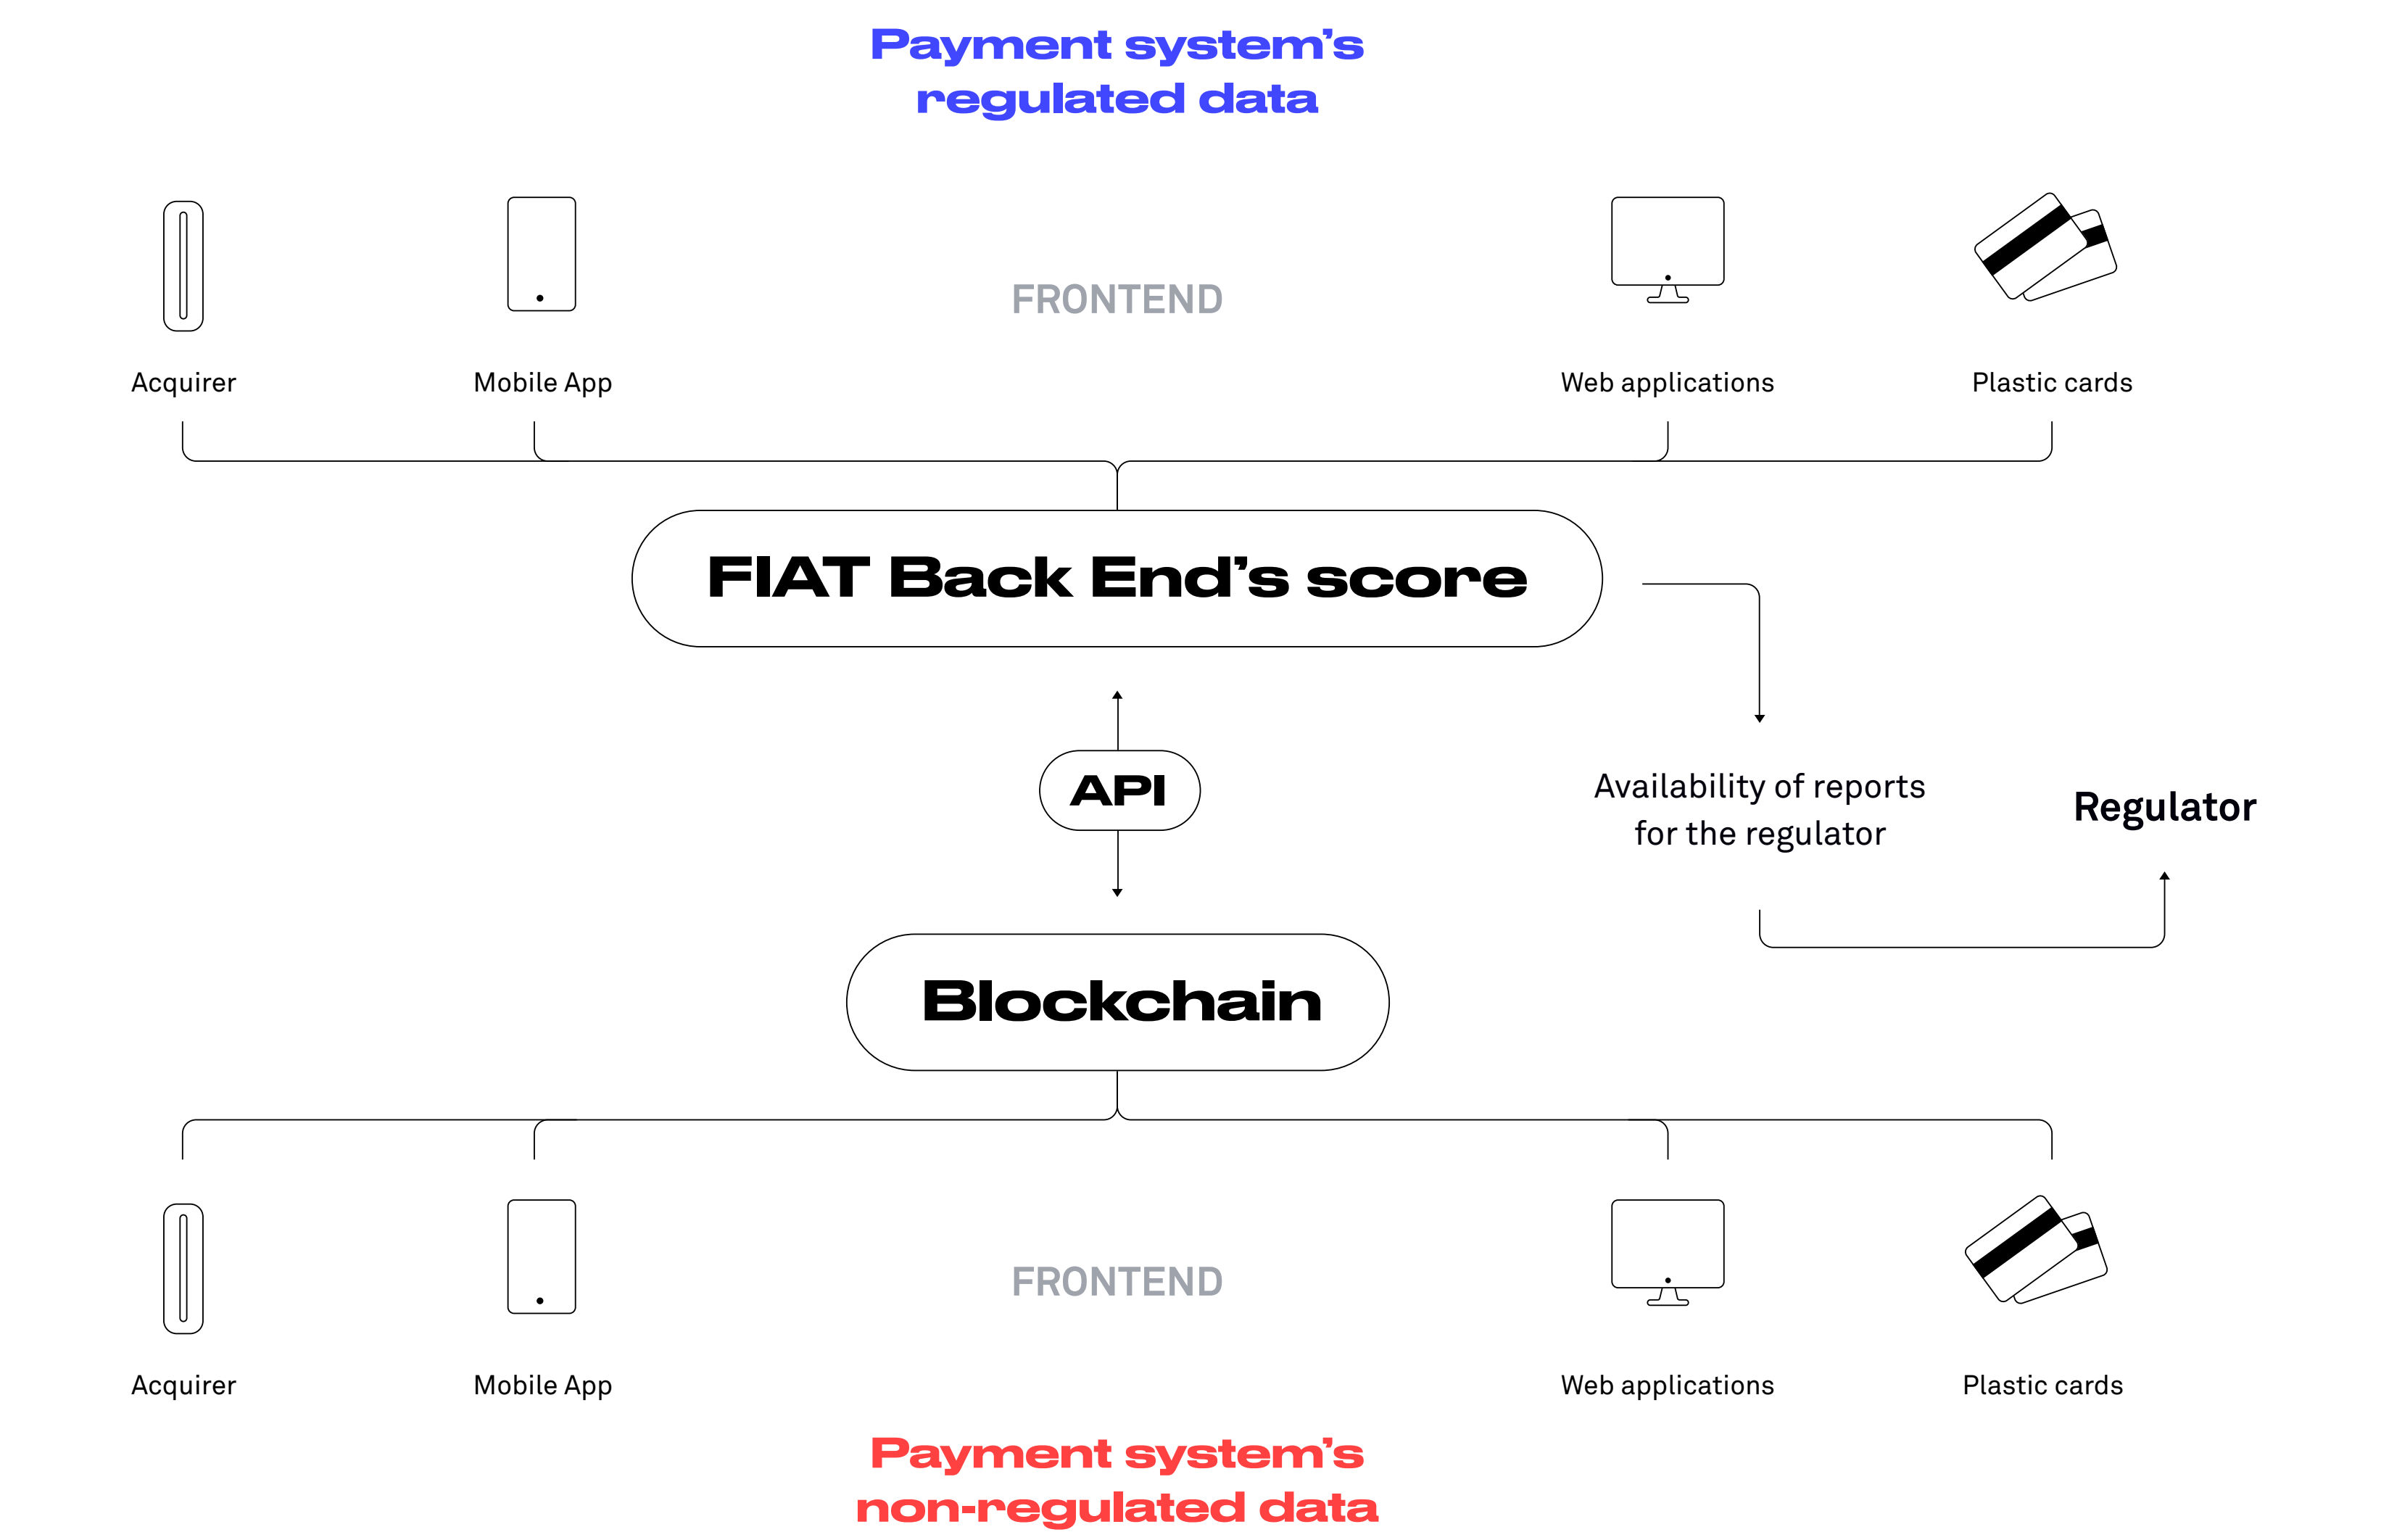 Payment system’s
regulated data
FRONTEND
Acquirer
Mobile App
Web applications
Plastic cards
FIAT Back End’s score
API
Availability of reports
for the regulator
Regulator
Blockchain
FRONTEND
Acquirer
Mobile App
Web applications
Plastic cards
Payment system’s
non-regulated data